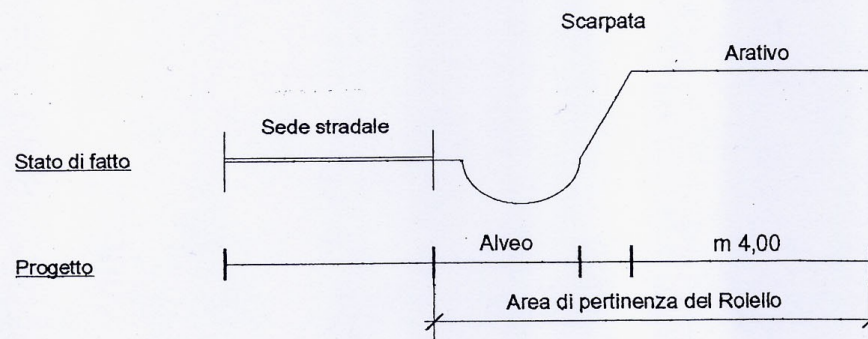 Scarpata
Arativo
Sede stradale
Stato di fatto
Alveo
m 4,00
Progetto
Area di pertinenza del Rolello